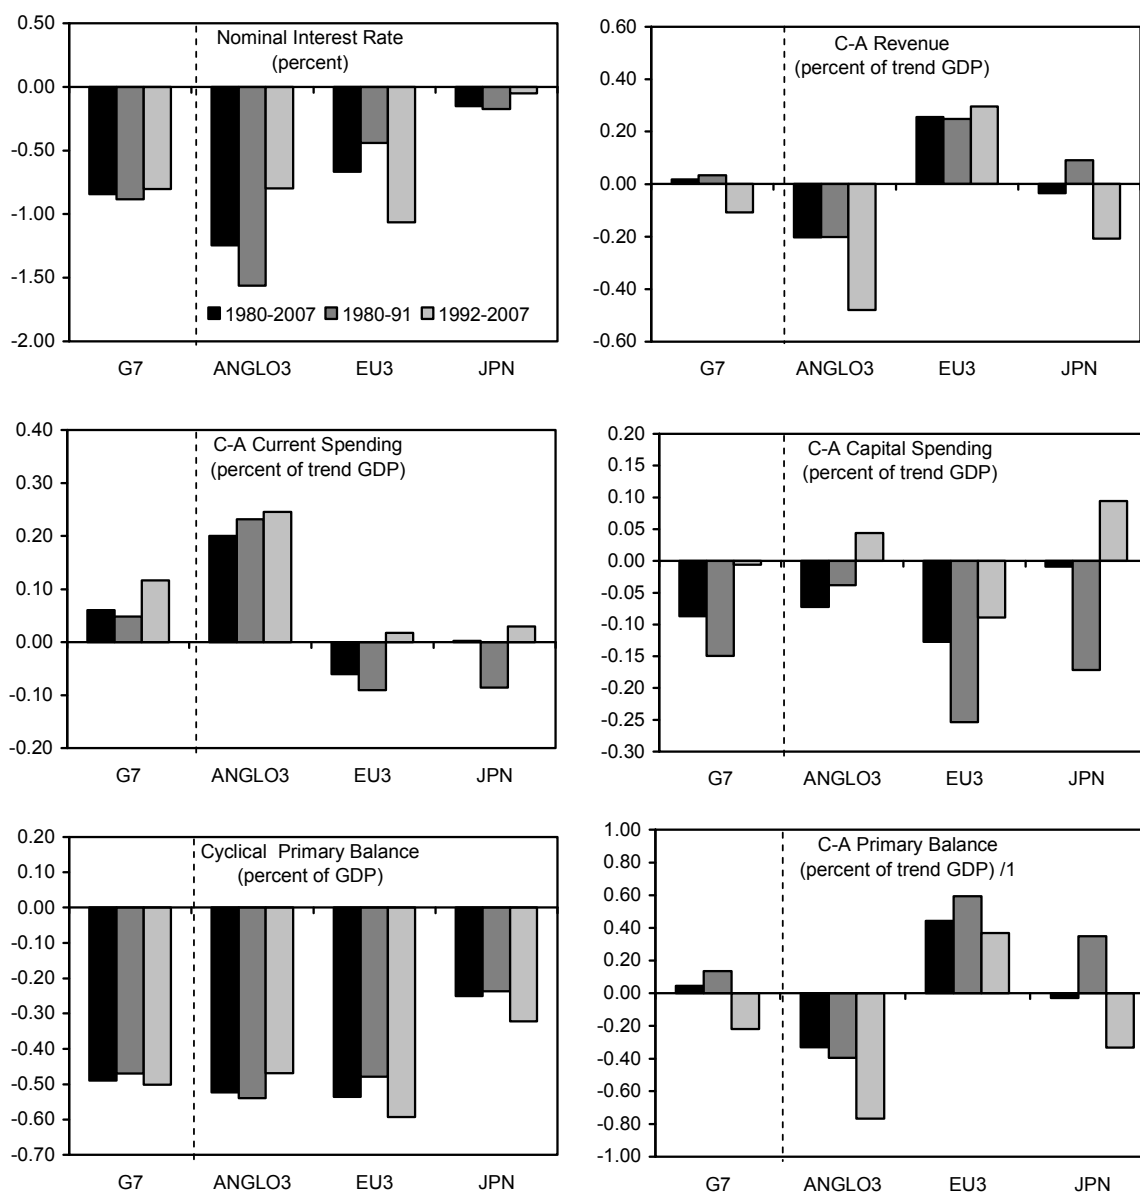 Nominal Interest Rate
(percent)
0.50
0.00
-0.50
-1.00
-1.50
-2.00
1980-2007 1980-91 1992-2007
G7 ANGLO3 EU3 JPN
C-A Revenue
(percent of trend GDP)
0.60
0.40
0.20
0.00
-0.20
-0.40
-0.60
G7 ANGLO3 EU3 JPN
C-A Current Spending
(percent of trend GDP)
0.40
0.30
0.20
0.10
0.00
-0.10
-0.20
G7 ANGLO3 EU3 JPN
C-A Capital Spending
(percent of trend GDP)
0.20
0.15
0.10
0.05
0.00
-0.05
-0.10
-0.15
-0.20
-0.25
-0.30
G7 ANGLO3 EU3 JPN
Cyclical Primary Balance
(percent of GDP)
0.20
0.10
0.00
-0.10
-0.20
-0.30
-0.40
-0.50
-0.60
-0.70
G7 ANGLO3 EU3 JPN
C-A Primary Balance
(percent of trend GDP) /1
1.00
0.80
0.60
0.40
0.20
0.00
-0.20
-0.40
-0.60
-0.80
-1.00
G7 ANGLO3 EU3 JPN